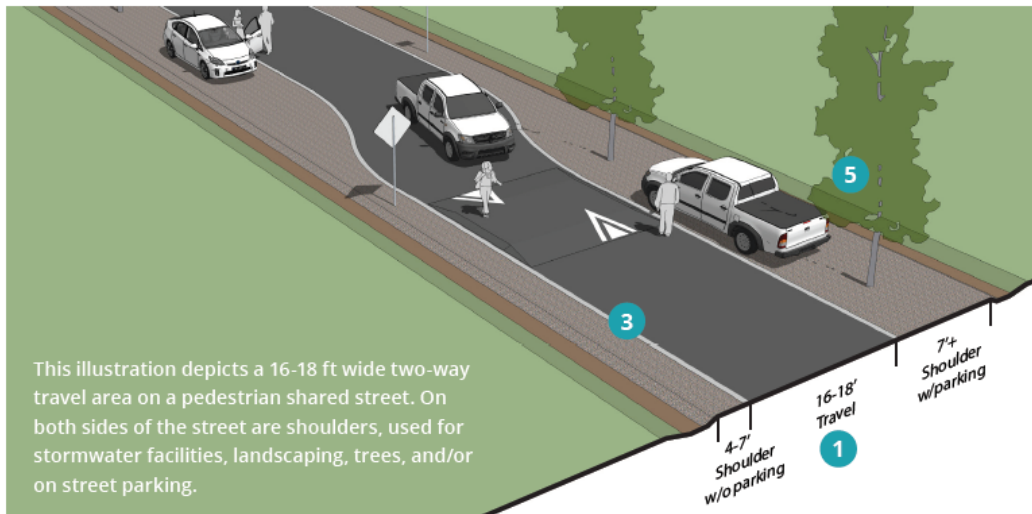 5
3
This illustration depicts a 16-18 ft wide two-way
travel area on a pedestrian shared street. On
both sides of the street are shoulders, used for
stormwater facilities, landscaping, trees, and/or
on street parking.
4-7'
Shoulder
w/o parking
16-18'
Travel
1
7'+
Shoulder
w/parking